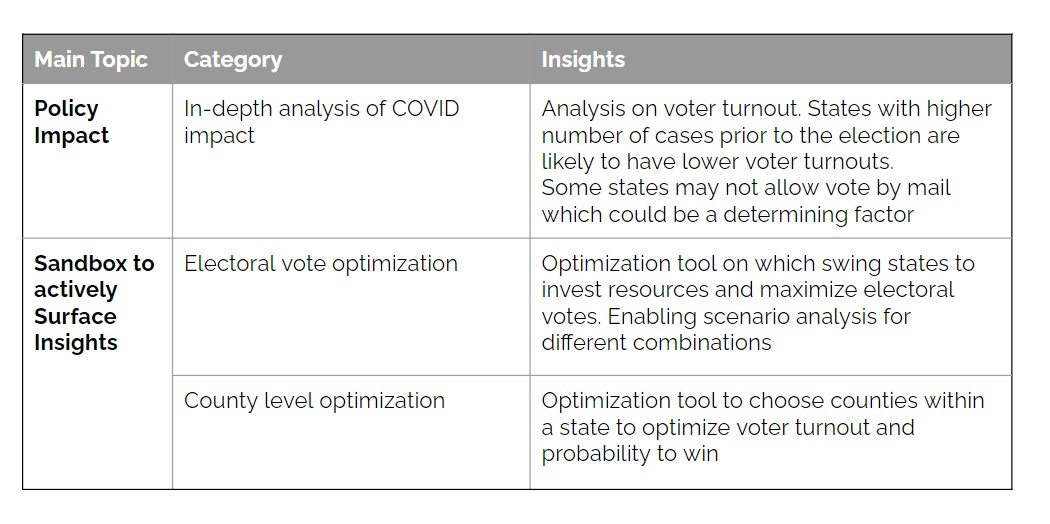 Main Topic
Category
Insights
Policy
Impact
In-depth analysis of COVID
impact
Analysis on voter turnout. States with higher
number of cases prior to the election are
likely to have lower voter turnouts.
Some states may not allow vote by mail
which could be a determining factor
Sandbox to
actively
Surface
Insights
Electoral vote optimization
Optimization tool on which swing states to
invest resources and maximize electoral
votes. Enabling scenario analysis for
different combinations
County level optimization
Optimization tool to choose counties within
a state to optimize voter turnout and
probability to win